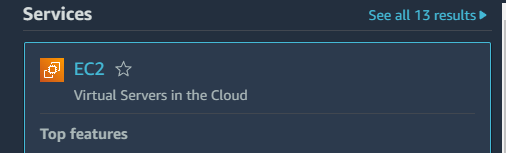 Services
See all 13 results
EC2
Virtual Servers in the Cloud
Top features